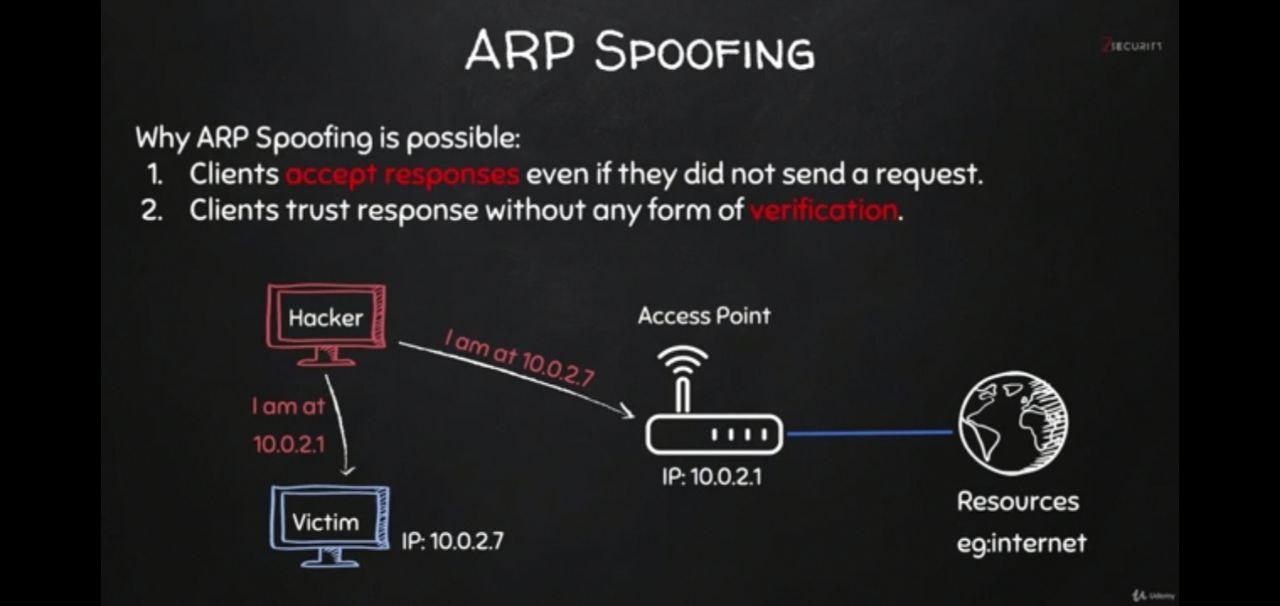 ARP SPOOFING
ZSECURITY
Why ARP Spoofing is possible:
1. Clients accept responses even if they did not send a request.
2. Clients trust response without any form of verification.
Hacker
I am at 10.0.2.7
Access Point
I am at
10.0.2.1
IP: 10.0.2.1
Victim
IP: 10.0.2.7
Resources
eg:internet
Udemy